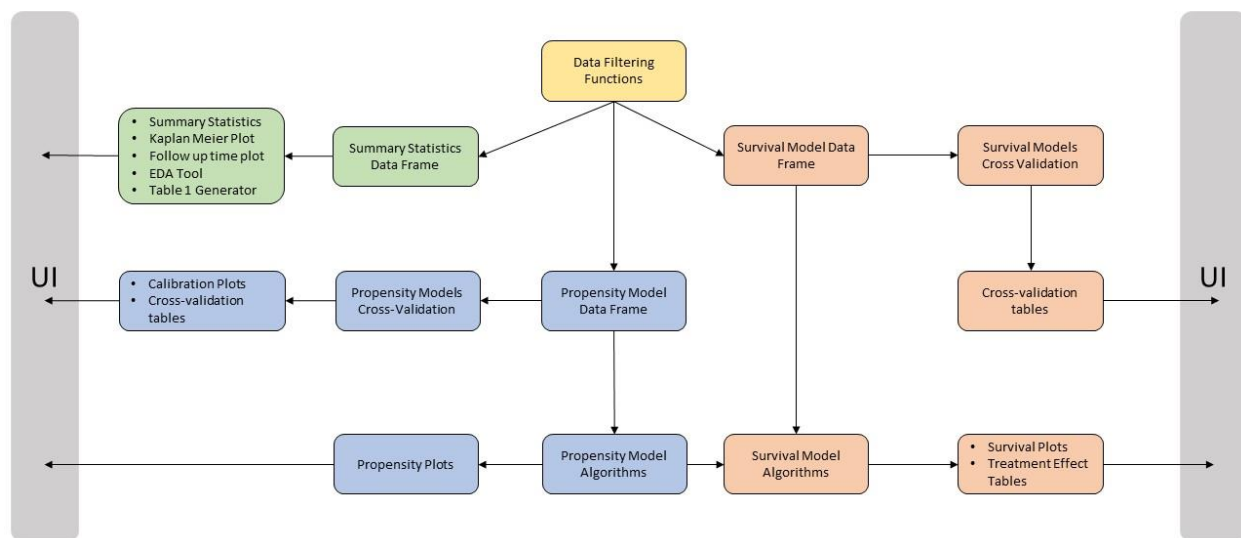 Data Filtering
Functions
• Summary Statistics
• Kaplan Meier Plot
• Follow up time plot
• EDA Tool
• Table 1 Generator
Summary Statistics
Data Frame
Survival Model Data
Frame
Survival Models
Cross Validation
UI
• Calibration Plots
• Cross-validation
tables
Propensity Models
Cross-Validation
Propensity Model
Data Frame
Cross-validation
tables
UI
Propensity Plots
Propensity Model
Algorithms
Survival Model
Algorithms
• Survival Plots
• Treatment Effect
Tables